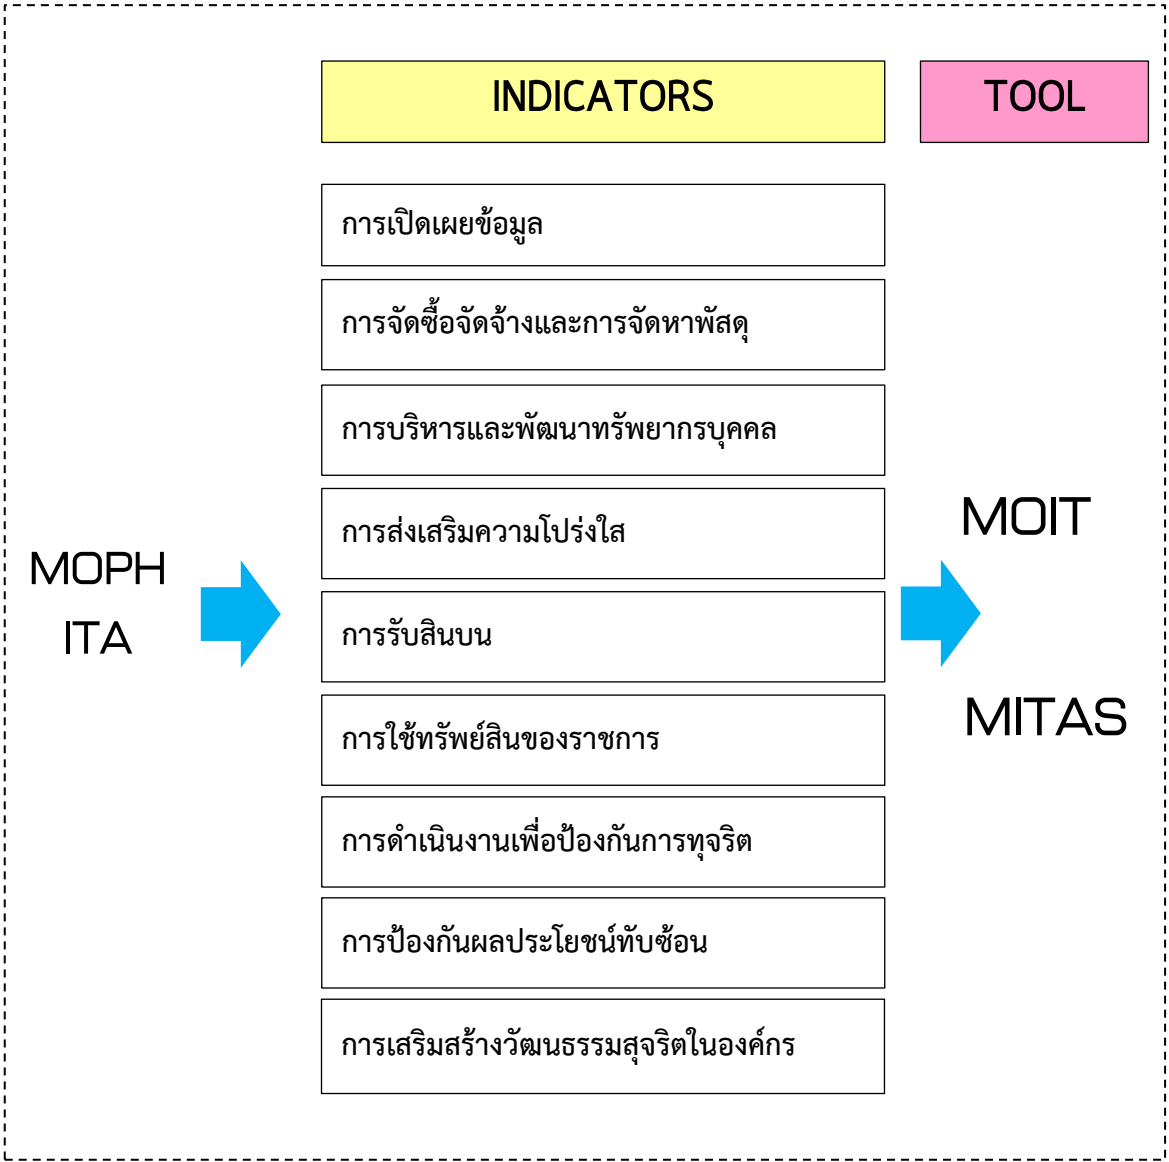 INDICATORS
TOOL
การเปิดเผยข้อมูล
การจัดซื้อจัดจ้างและการจัดหาพัสดุ
การบริหารและพัฒนาทรัพยากรบุคคล
การส่งเสริมความโปร่งใส
การรับสินบน
การใช้ทรัพย์สินของราชการ
การดำเนินงานเพื่อป้องกันการทุจริต
การป้องกันผลประโยชน์ทับซ้อน
การเสริมสร้างวัฒนธรรมสุจริตในองค์กร
MOPH
ITA
MOIT
MITAS